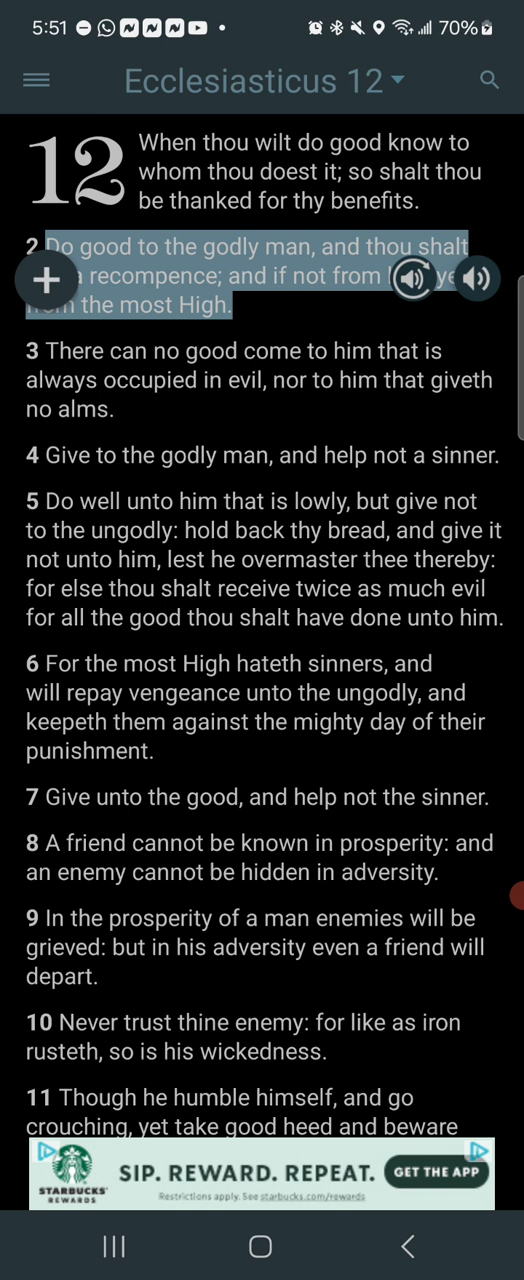 5:51 70%
Ecclesiasticus 12
12 When thou wilt do good know to
whom thou doest it; so shalt thou
be thanked for thy benefits.
2 Do good to the godly man, and thou shalt
recompence; and if not from
the most High.
3 There can no good come to him that is
always occupied in evil, nor to him that giveth
no alms.
4 Give to the godly man, and help not a sinner.
5 Do well unto him that is lowly, but give not
to the ungodly: hold back thy bread, and give it
not unto him, lest he overmaster thee thereby:
for else thou shalt receive twice as much evil
for all the good thou shalt have done unto him.
6 For the most High hateth sinners, and
will repay vengeance unto the ungodly, and
keepeth them against the mighty day of their
punishment.
7 Give unto the good, and help not the sinner.
8 A friend cannot be known in prosperity: and
an enemy cannot be hidden in adversity.
9 In the prosperity of a man enemies will be
grieved: but in his adversity even a friend will
depart.
10 Never trust thine enemy: for like as iron
rusteth, so is his wickedness.
11 Though he humble himself, and go
crouching, yet take good heed and beware
STARBUCKS®
REWARDS
SIP. REWARD. REPEAT.
Restrictions apply. See starbucks.com/rewards
GET THE APP